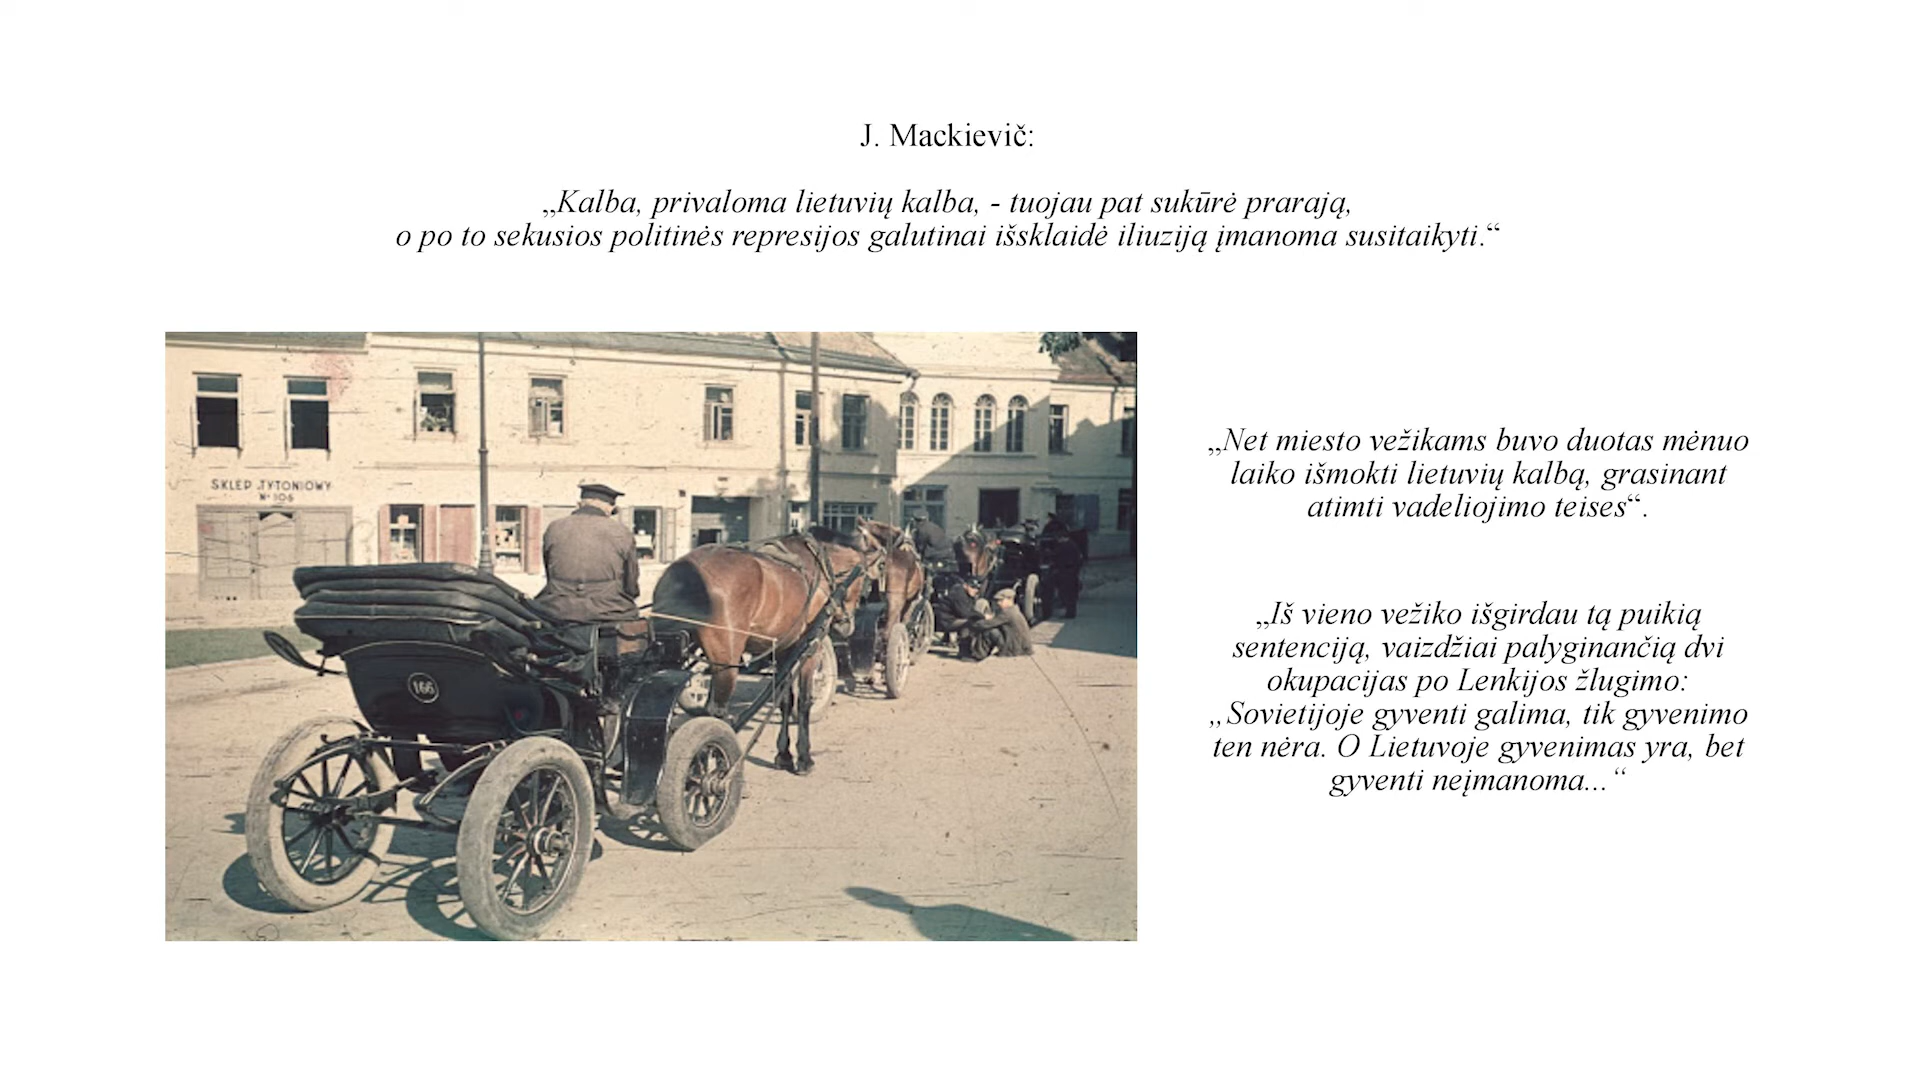 J. Mackievič:
„Kalba, privaloma lietuvių kalba, - tuojau pat sukūrė prarają,
o po to sekusios politinės represijos galutinai išsklaidė iliuziją įmanoma susitaikyti.“
SKLEP TYTONIOWY
№ 106
166
„Net miesto vežikams buvo duotas mėnuo
laiko išmokti lietuvių kalbą, grasinant
atimti vadeliojimo teises“.
„Iš vieno vežiko išgirdau tą puikią
sentenciją, vaizdžiai palyginančią dvi
okupacijas po Lenkijos žlugimo:
„Sovietijoje gyventi galima, tik gyvenimo
ten nėra. O Lietuvoje gyvenimas yra, bet
gyventi neįmanoma...“